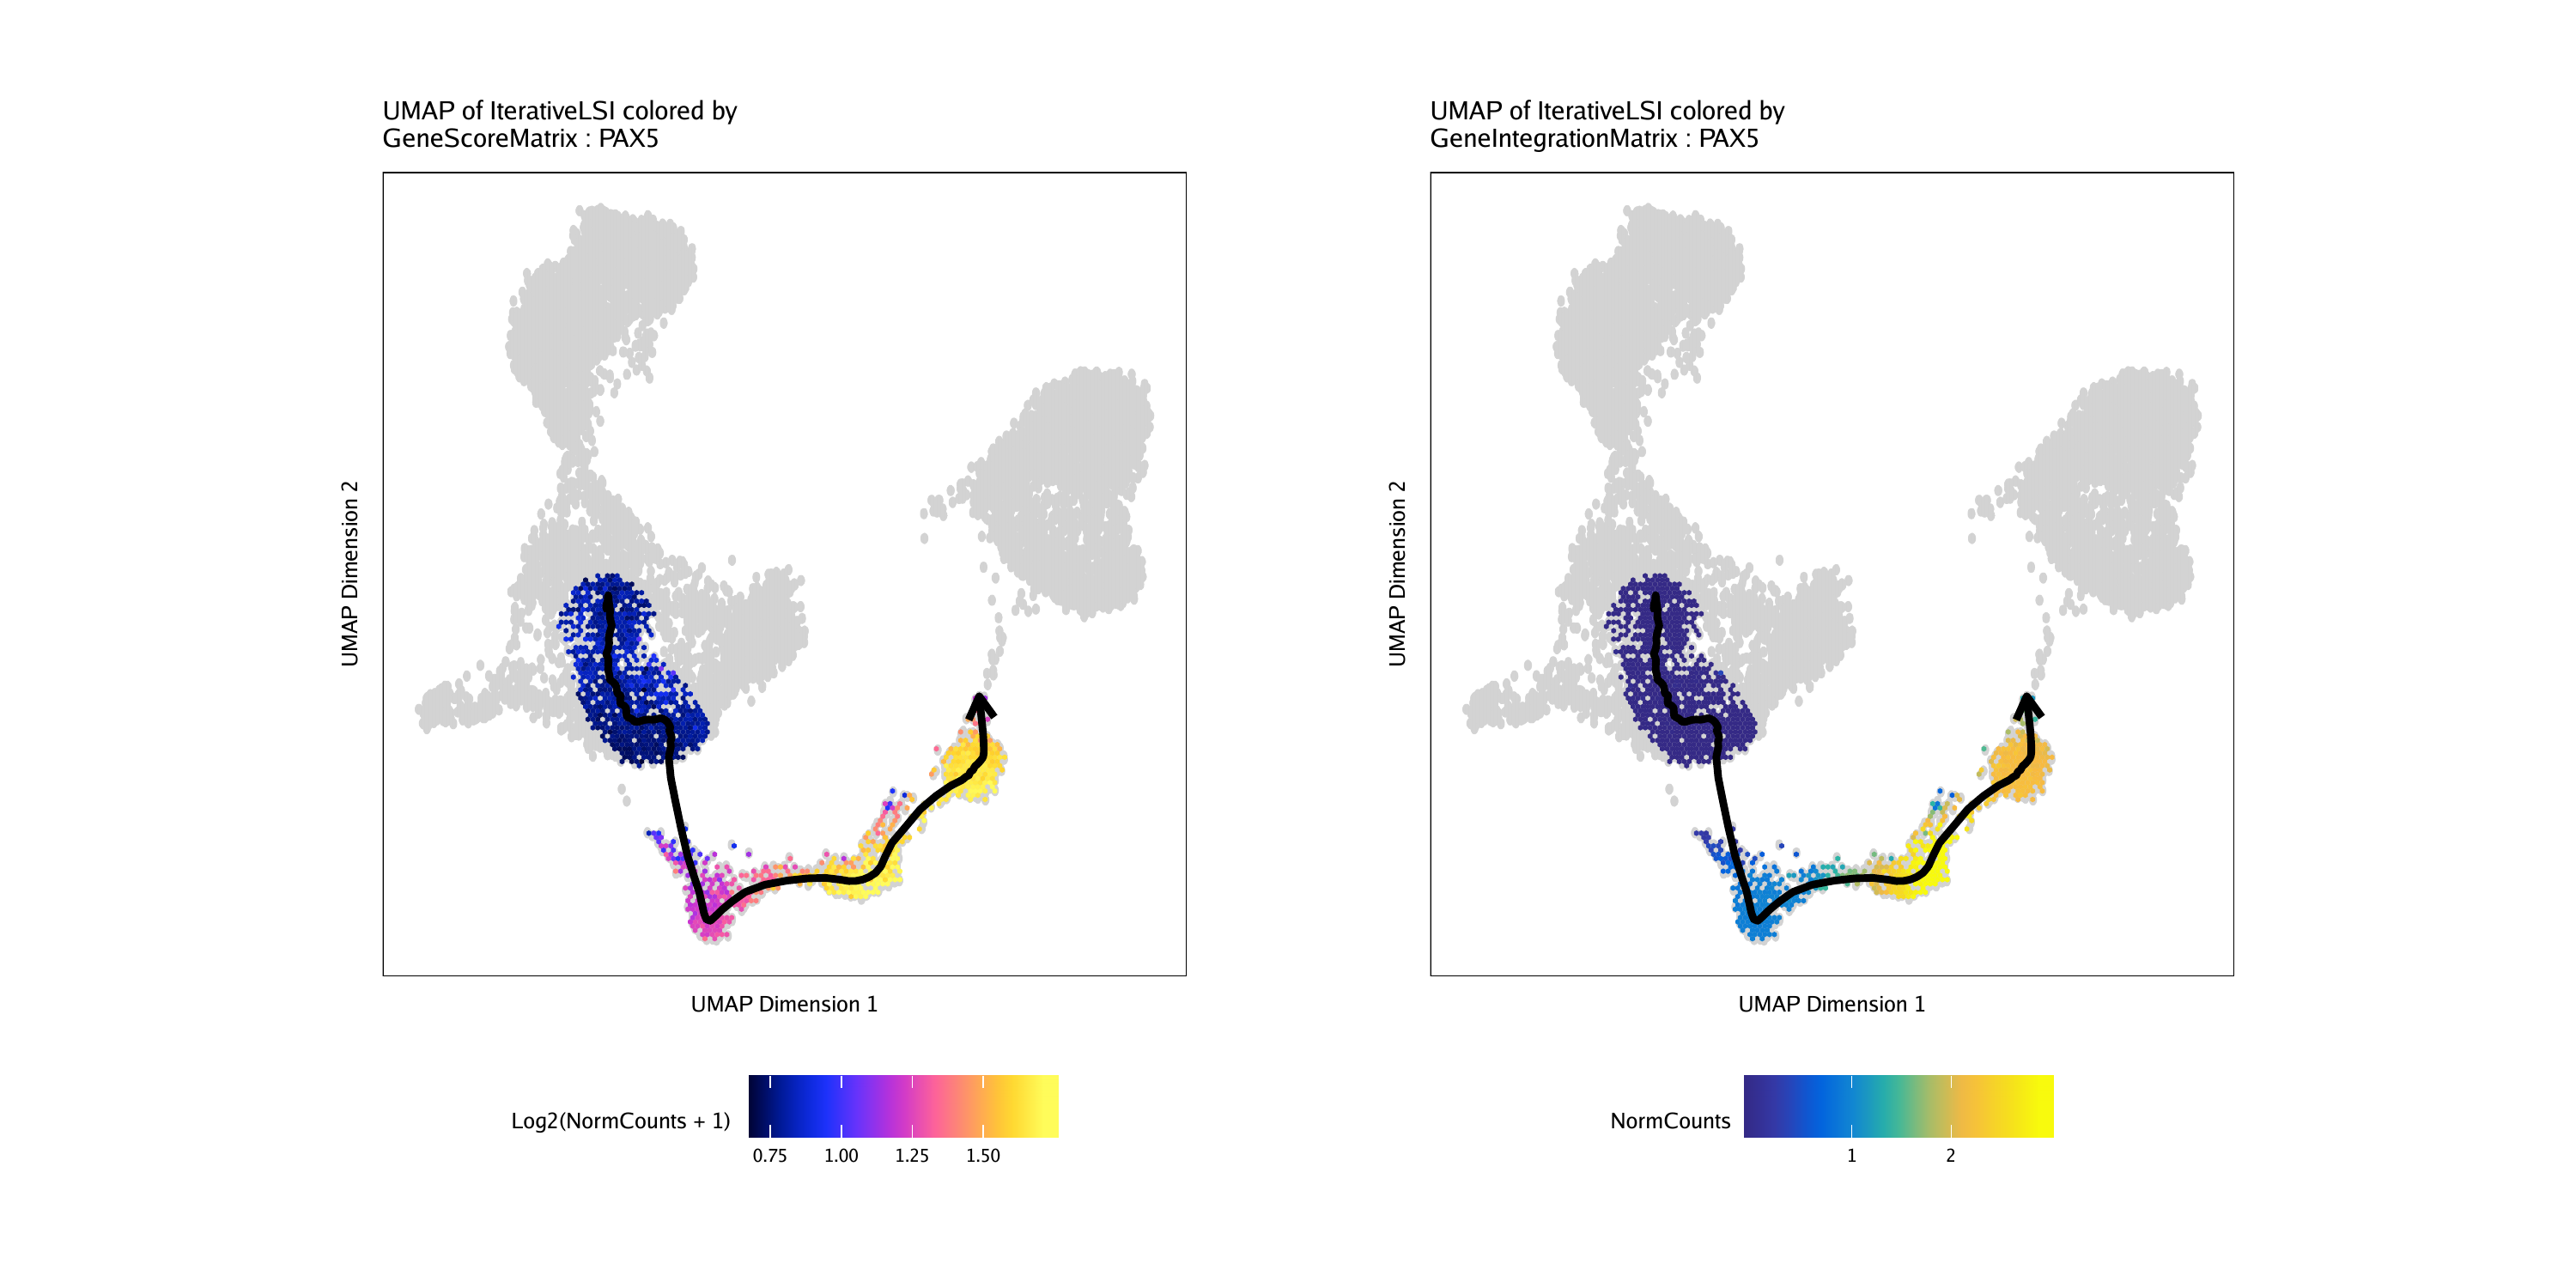 UMAP of IterativeLSI colored by
GeneScoreMatrix : PAX5
UMAP Dimension 2
UMAP Dimension 1
Log2(NormCounts + 1)
0.75 1.00 1.25 1.50
UMAP of IterativeLSI colored by
GeneIntegrationMatrix : PAX5
UMAP Dimension 2
UMAP Dimension 1
NormCounts
1 2